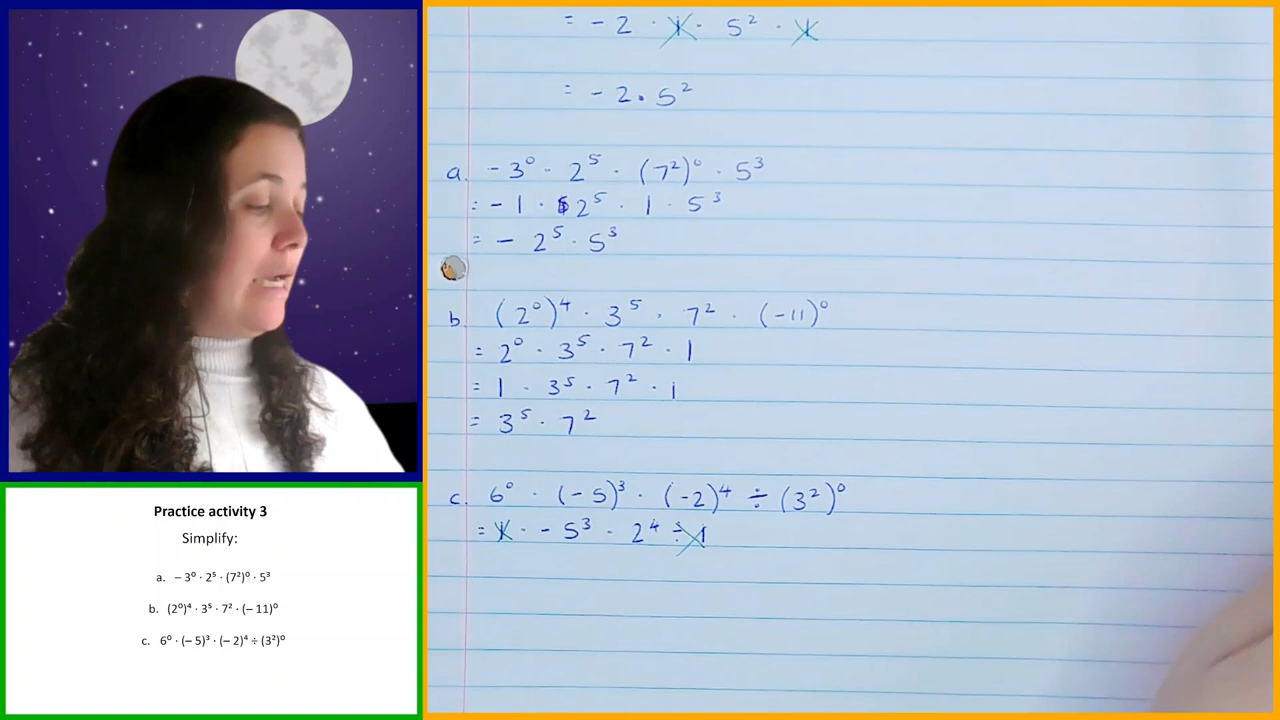 Practice activity 3
Simplify:
a. – 3⁰ · 2⁵ · (7²)⁰ · 5³
b. (2⁰)⁴ · 3⁵ · 7² · (– 11)⁰
c. 6⁰ · (– 5)³ · (– 2)⁴ ÷ (3²)⁰
= - 2 · 1 · 5² · 1
= - 2 · 5²
a. - 3⁰ · 2⁵ · (7²)⁰ · 5³
= - 1 · 2⁵ · 1 · 5³
= - 2⁵ · 5³
b. (2⁰)⁴ · 3⁵ · 7² · (-11)⁰
= 2⁰ · 3⁵ · 7² · 1
= 1 · 3⁵ · 7² · 1
= 3⁵ · 7²
c. 6⁰ · (-5)³ · (-2)⁴ ÷ (3²)⁰
= 1 · - 5³ · 2⁴ ÷ 1